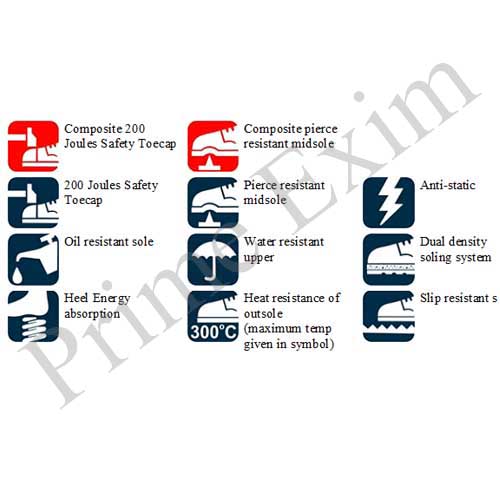 Composite 200
Joules Safety Toecap
Composite pierce
resistant midsole
200 Joules Safety
Toecap
Pierce resistant
midsole
Anti-static
Oil resistant sole
Water resistant
upper
Dual density
soling system
Heel Energy
absorption
300°C
Heat resistance of
outsole
(maximum temp
given in symbol)
Slip resistant s
Prime Exim